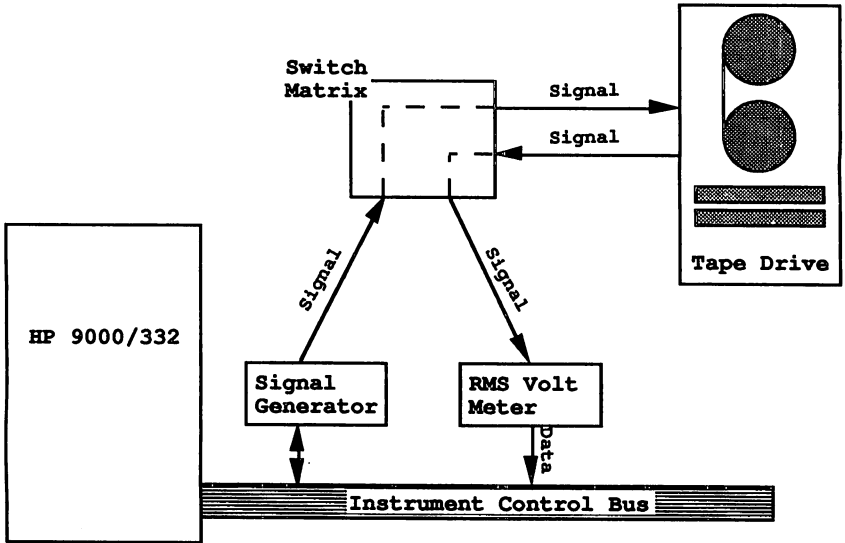 Switch
Matrix
Signal
Signal
Tape Drive
Signal
Signal
HP 9000/332
Signal
Generator
RMS Volt
Meter
Data
Instrument Control Bus